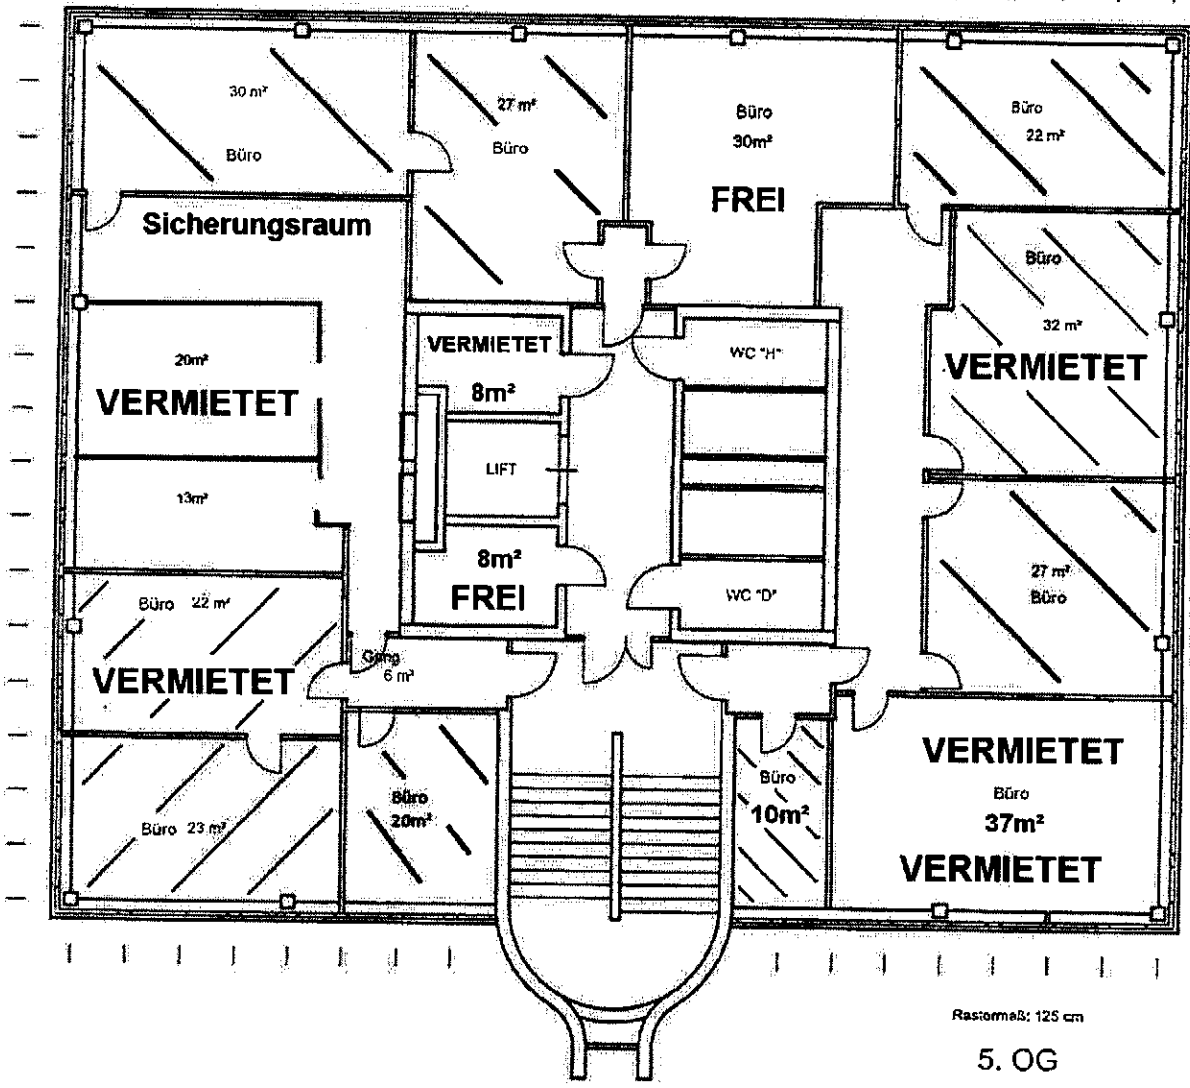 30 m²
Büro
27 m²
Büro
Büro
30m²
FREI
Büro
22 m²
Sicherungsraum
Büro
32 m²
VERMIETET
20m²
VERMIETET
VERMIETET
8m²
WC "H"
LIFT
13m²
8m²
FREI
WC "D"
27 m²
Büro
Büro 22 m²
VERMIETET
Gang
6 m²
Büro 23 m²
Büro
20m²
Büro
10m²
VERMIETET
Büro
37m²
VERMIETET
Rastermaß: 125 cm
5. OG